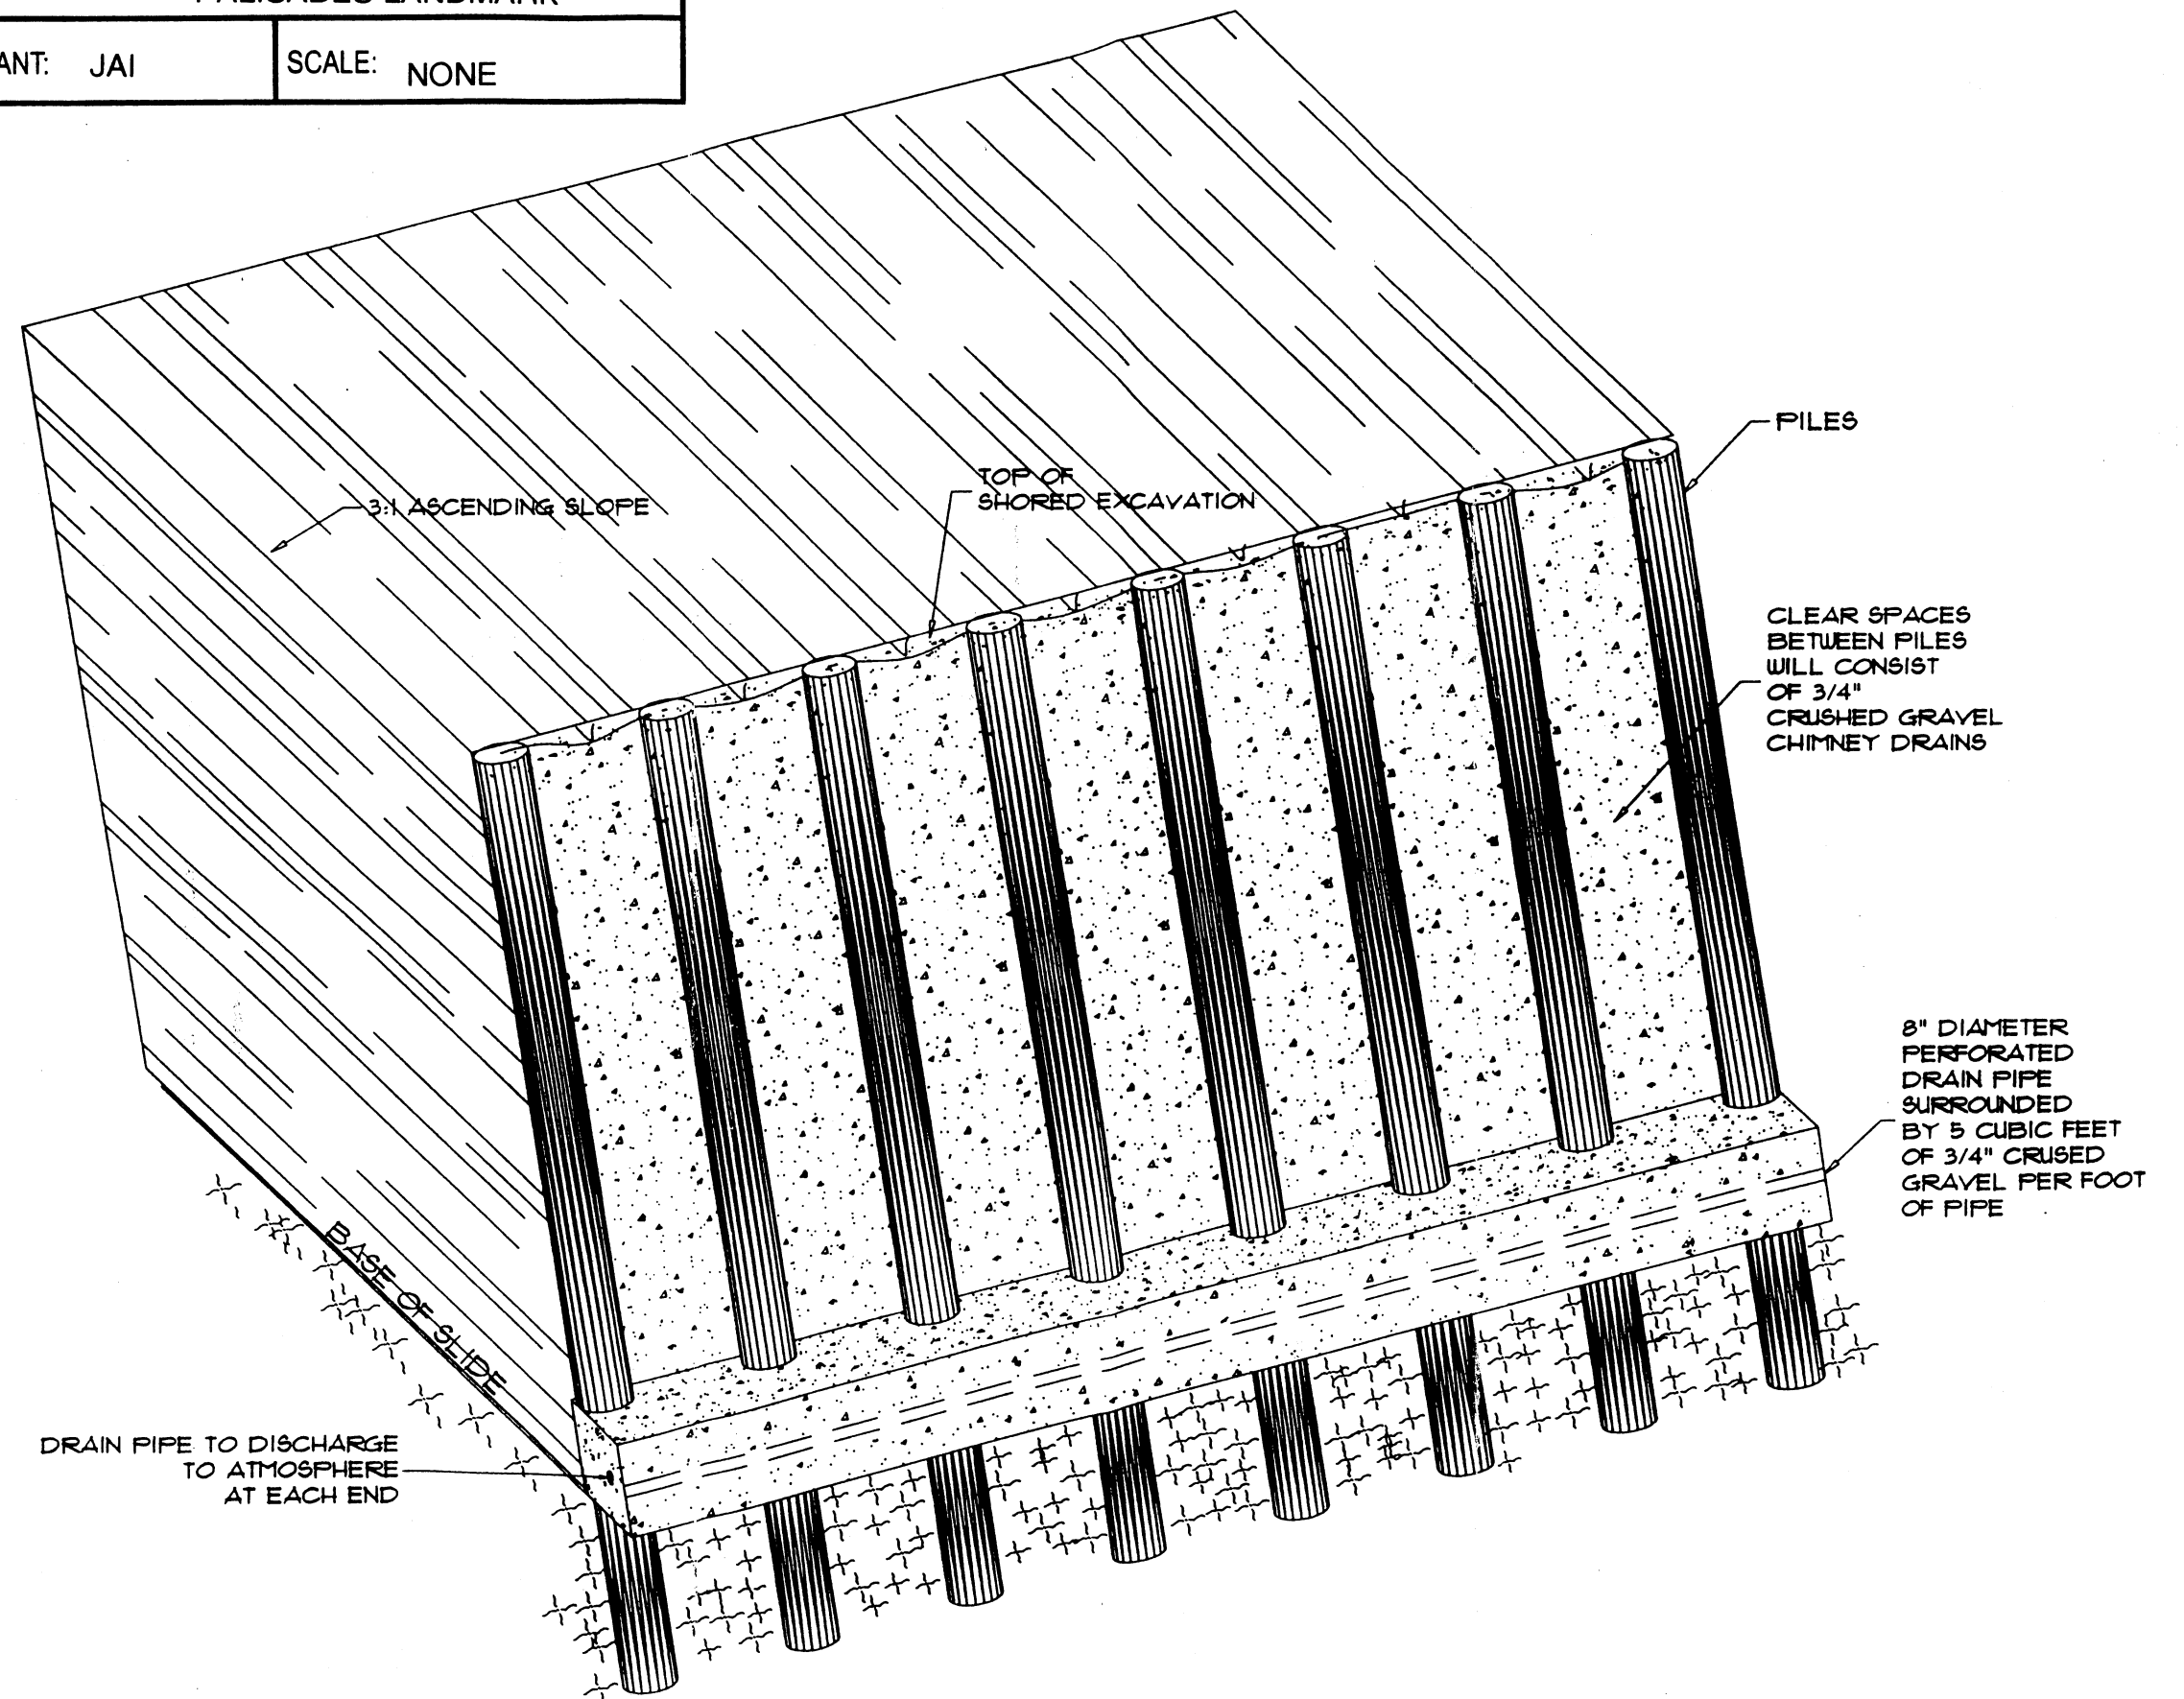 PALISADES LANDMARK
ANT: JAI
SCALE: NONE
PILES
3:1 ASCENDING SLOPE
TOP OF
SHORED EXCAVATION
CLEAR SPACES
BETWEEN PILES
WILL CONSIST
OF 3/4"
CRUSHED GRAVEL
CHIMNEY DRAINS
8" DIAMETER
PERFORATED
DRAIN PIPE
SURROUNDED
BY 5 CUBIC FEET
OF 3/4" CRUSED
GRAVEL PER FOOT
OF PIPE
BASE OF SLIDE
DRAIN PIPE TO DISCHARGE
TO ATMOSPHERE
AT EACH END